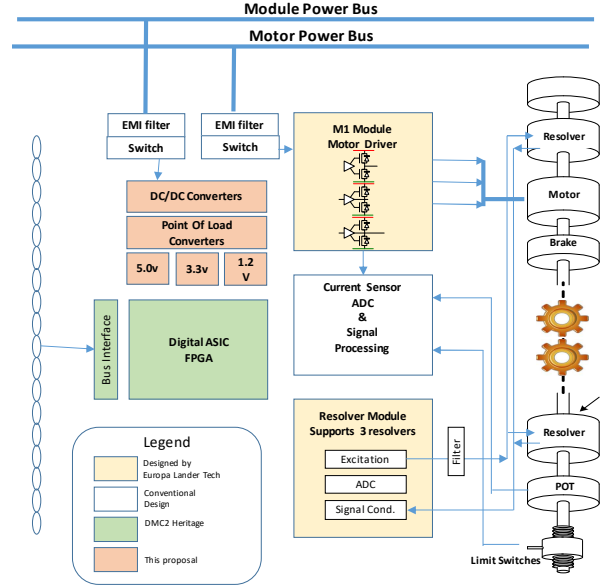 Module Power Bus
Motor Power Bus
EMI filter
Switch
EMI filter
Switch
M1 Module
Motor Driver
Resolver
Motor
Brake
DC/DC Converters
Point Of Load
Converters
5.0v
3.3v
1.2
V
Current Sensor
ADC
&
Signal
Processing
Bus Interface
Digital ASIC
FPGA
Resolver Module
Supports 3 resolvers
Excitation
ADC
Signal Cond.
Filter
Resolver
POT
Limit Switches
Legend
Designed by
Europa Lander Tech
Conventional
Design
DMC2 Heritage
This proposal